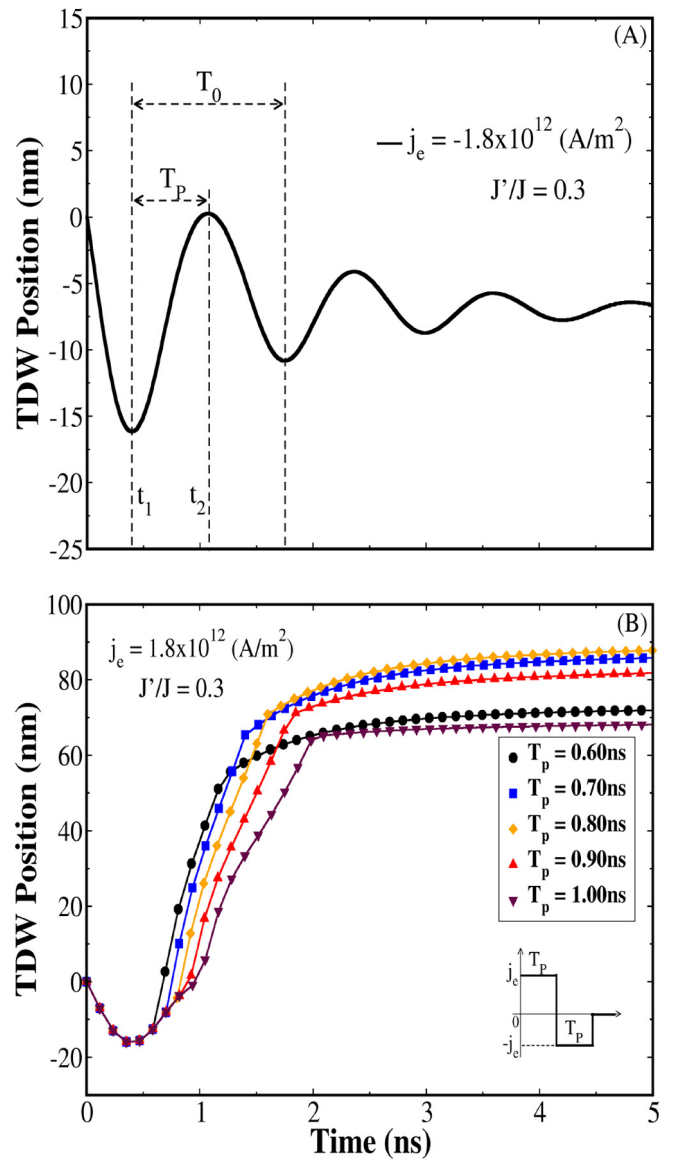 15
(A)
10
T0
5
je = -1.8x10^12 (A/m^2)
TP
J'/J = 0.3
0
-5
-10
-15
-20
t1
t2
-25
TDW Position (nm)
100
(B)
je = 1.8x10^12 (A/m^2)
80
J'/J = 0.3
60
Tp = 0.60ns
40
Tp = 0.70ns
Tp = 0.80ns
20
Tp = 0.90ns
Tp = 1.00ns
0
TP
je
0
TP
-je
-20
TDW Position (nm)
0 1 2 3 4 5
Time (ns)